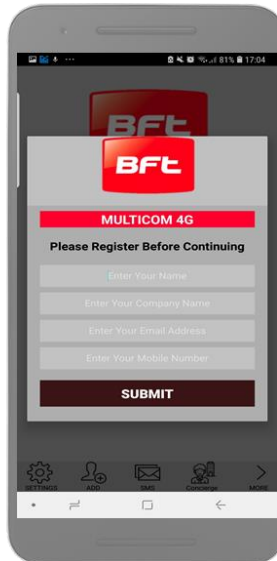 81% 17:04
BFt
BFt
MULTICOM 4G
Please Register Before Continuing
Enter Your Name
Enter Your Company Name
Enter Your Email Address
Enter Your Mobile Number
SUBMIT
SETTINGS ADD SMS Concierge MORE